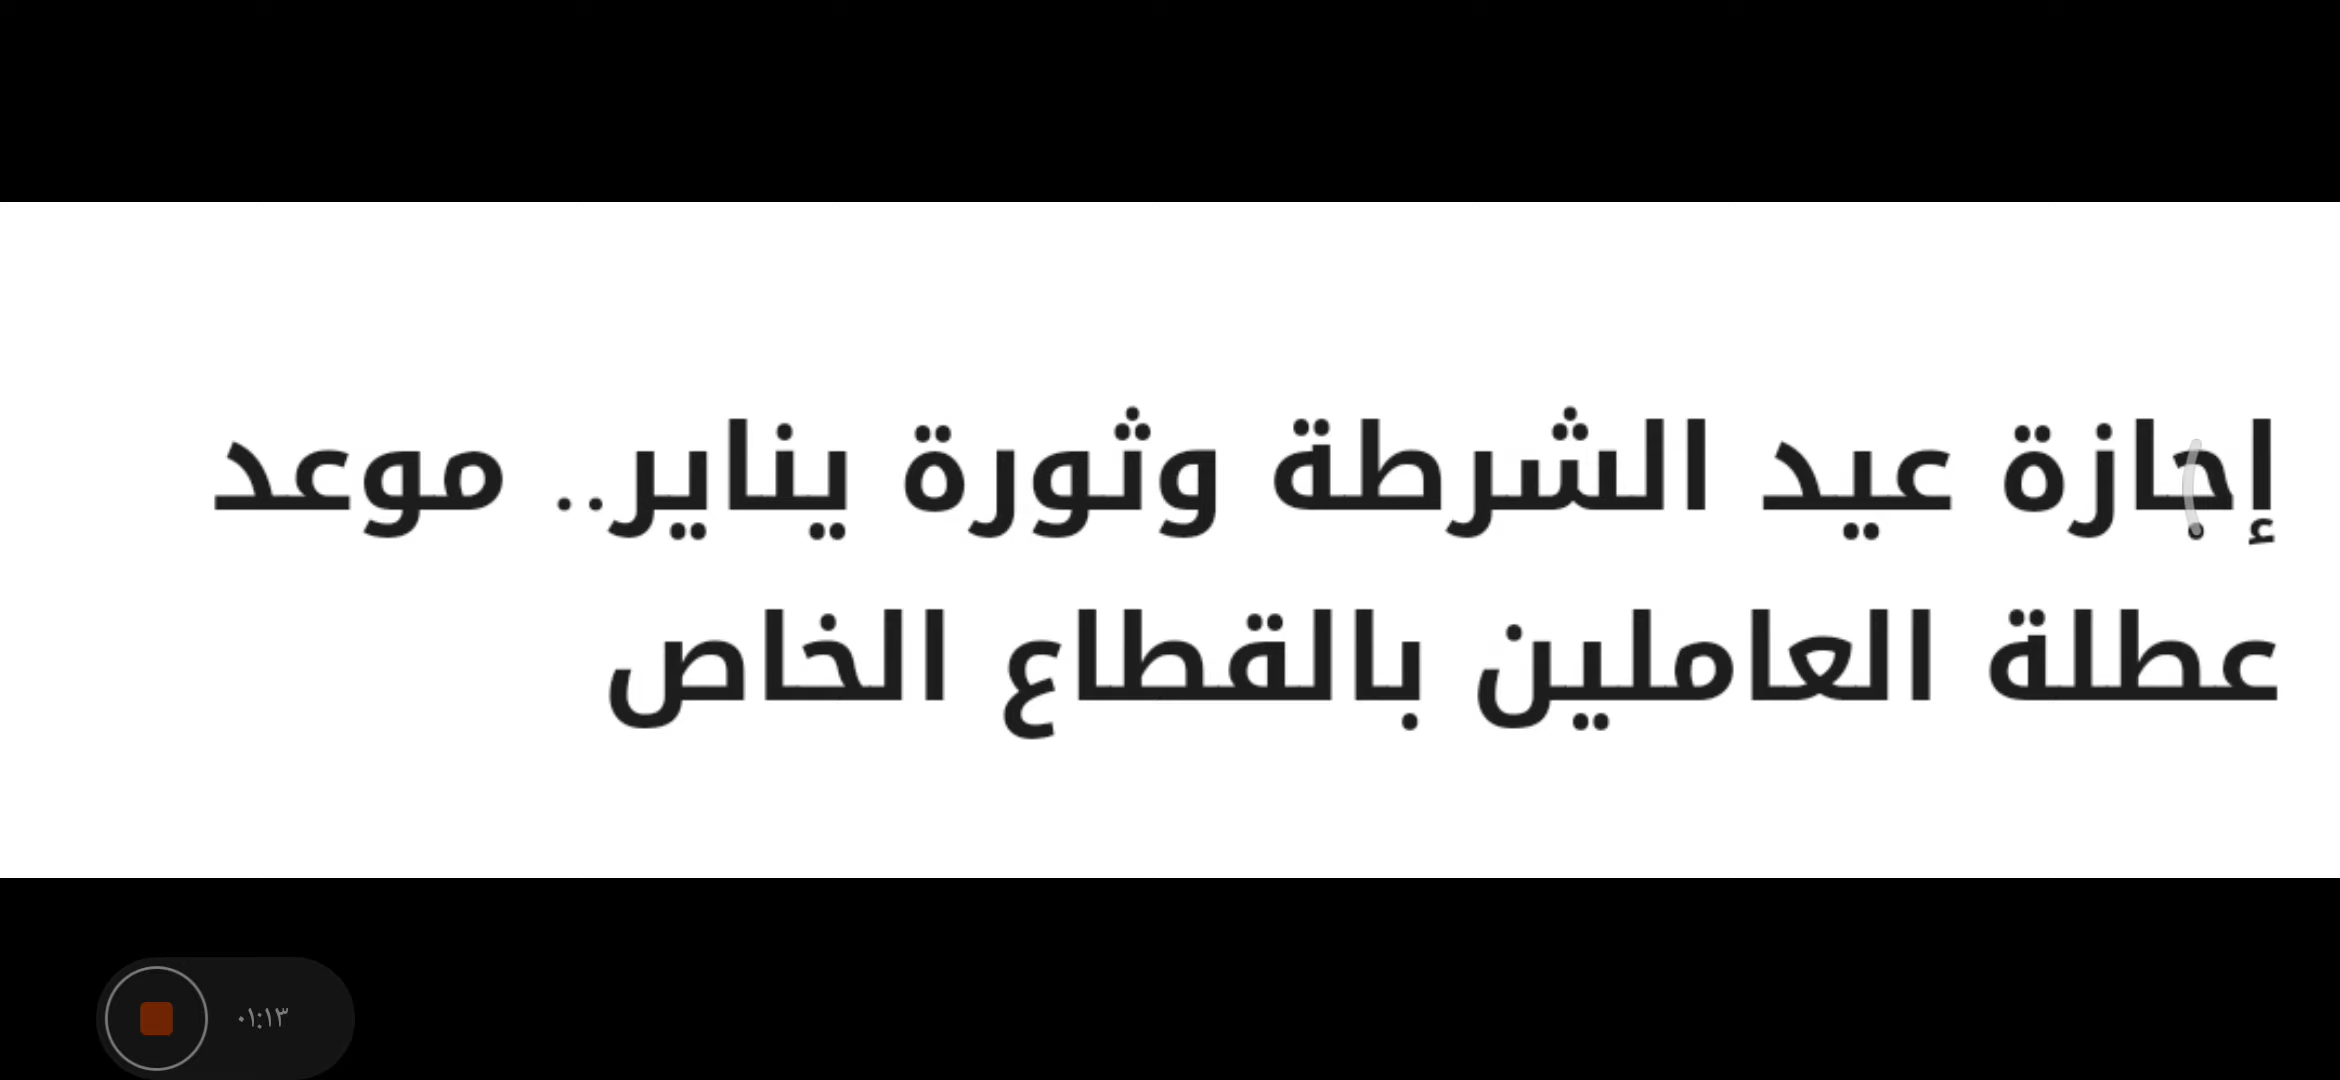 إجازة عيد الشرطة وثورة يناير.. موعد
عطلة العاملين بالقطاع الخاص
٠١:١٣